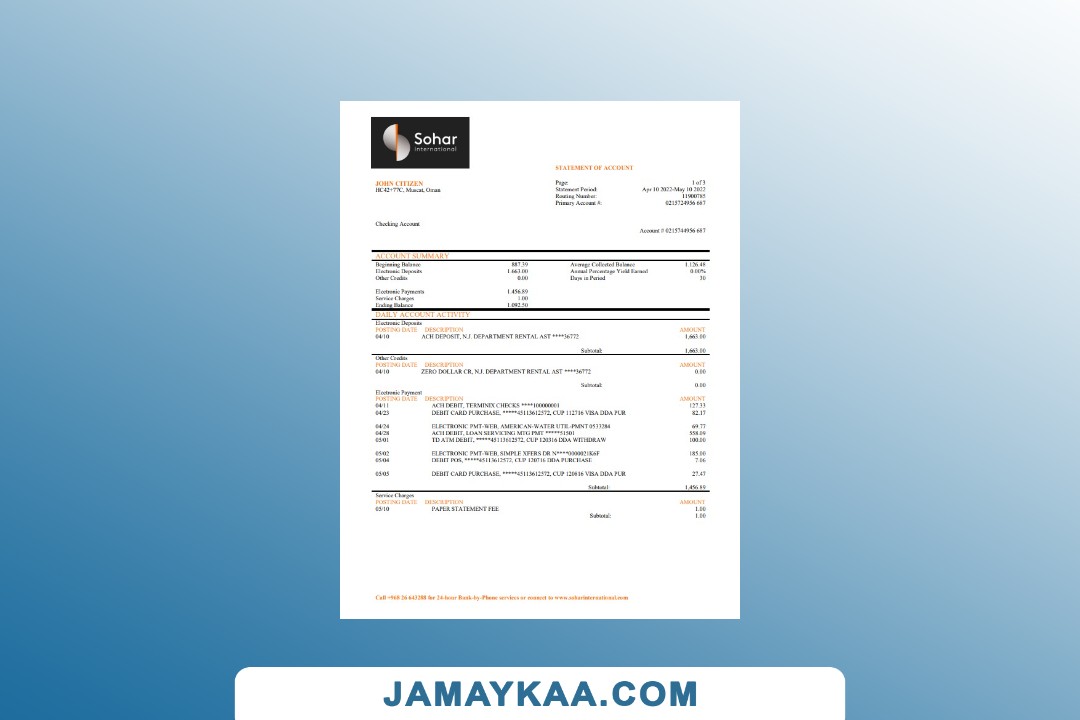 Sohar
International
STATEMENT OF ACCOUNT
JOHN CITIZEN
HC42+77C, Muscat, Oman
Page: 1 of 3
Statement Period: Apr 10 2022-May 10 2022
Routing Number: 11900785
Primary Account #: 0215724956 687
Checking Account
Account # 0215744956 687
ACCOUNT SUMMARY
Beginning Balance 887.39 Average Collected Balance 1,126.48
Electronic Deposits 1,663.00 Annual Percentage Yield Earned 0.00%
Other Credits 0.00 Days in Period 30
Electronic Payments 1,456.89
Service Charges 1.00
Ending Balance 1,092.50
DAILY ACCOUNT ACTIVITY
Electronic Deposits
POSTING DATE DESCRIPTION AMOUNT
04/10 ACH DEPOSIT, N.J. DEPARTMENT RENTAL AST ****36772 1,663.00
Subtotal: 1,663.00
Other Credits
POSTING DATE DESCRIPTION AMOUNT
04/10 ZERO DOLLAR CR, N.J. DEPARTMENT RENTAL AST ****36772 0.00
Subtotal: 0.00
Electronic Payment
POSTING DATE DESCRIPTION AMOUNT
04/11 ACH DEBIT, TERMINIX CHECKS ****100000001 127.33
04/23 DEBIT CARD PURCHASE, *****45113612572, CUP 112716 VISA DDA PUR 82.17
04/24 ELECTRONIC PMT-WEB, AMERICAN-WATER UTIL-PMNT 0533284 69.77
04/28 ACH DEBIT, LOAN SERVICING MTG PMT *****51501 558.09
05/01 TD ATM DEBIT, *****45113612572, CUP 120316 DDA WITHDRAW 100.00
05/02 ELECTRONIC PMT-WEB, SIMPLE XFERS DR N****0000021K6F 185.00
05/04 DEBIT POS, *****45113612572, CUP 120716 DDA PURCHASE 7.06
05/05 DEBIT CARD PURCHASE, *****45113612572, CUP 120816 VISA DDA PUR 27.47
Subtotal: 1,456.89
Service Charges
POSTING DATE DESCRIPTION AMOUNT
05/10 PAPER STATEMENT FEE 1.00
Subtotal: 1.00
Call +968 26 643288 for 24-hour Bank-by-Phone services or connect to www.soharinternational.com
JAMAYKAA.COM